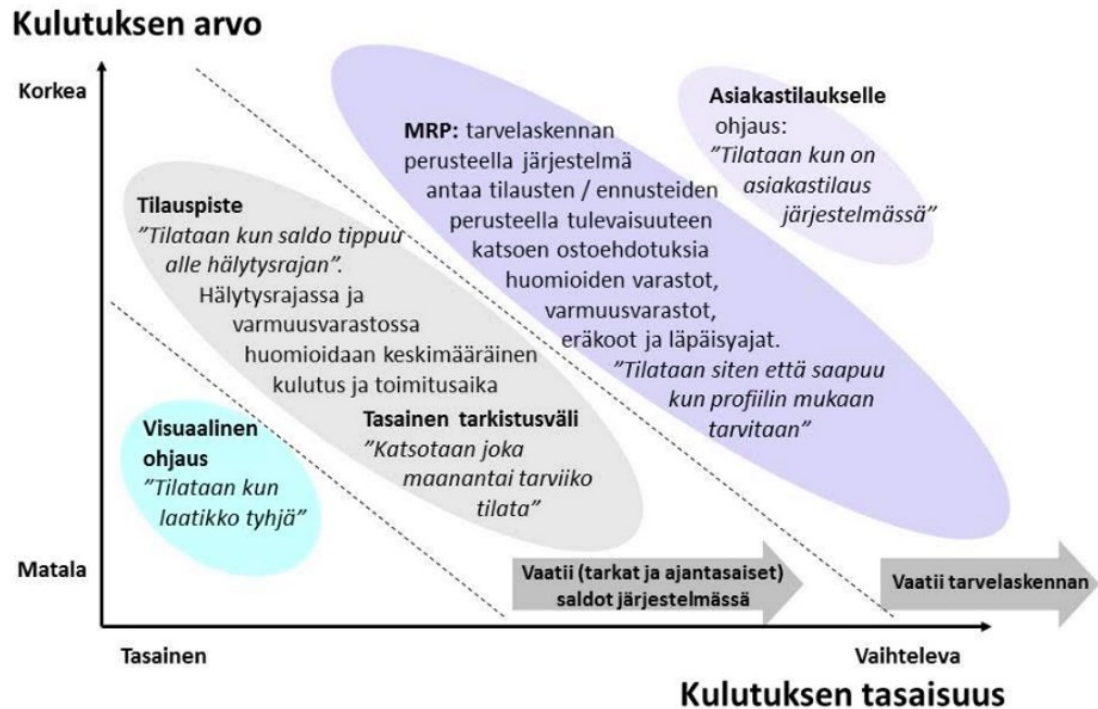 Kulutuksen arvo
Korkea
Asiakastilaukselle
ohjaus:
"Tilataan kun on
asiakastilaus
järjestelmässä"
MRP: tarvelaskennan
perusteella järjestelmä
antaa tilausten / ennusteiden
perusteella tulevaisuuteen
katsoen ostoehdotuksia
huomioiden varastot,
varmuusvarastot,
eräkoot ja läpäisyajat.
"Tilataan siten että saapuu
kun profiilin mukaan
tarvitaan"
Tilauspiste
"Tilataan kun saldo tippuu
alle hälytysrajan".
Hälytysrajassa ja
varmuusvarastossa
huomioidaan keskimääräinen
kulutus ja toimitusaika
Tasainen tarkistusväli
"Katsotaan joka
maanantai tarviiko
tilata"
Visuaalinen
ohjaus
"Tilataan kun
laatikko tyhjä"
Matala
Vaatii (tarkat ja ajantasaiset)
saldot järjestelmässä
Vaatii tarvelaskennan
Tasainen
Vaihteleva
Kulutuksen tasaisuus